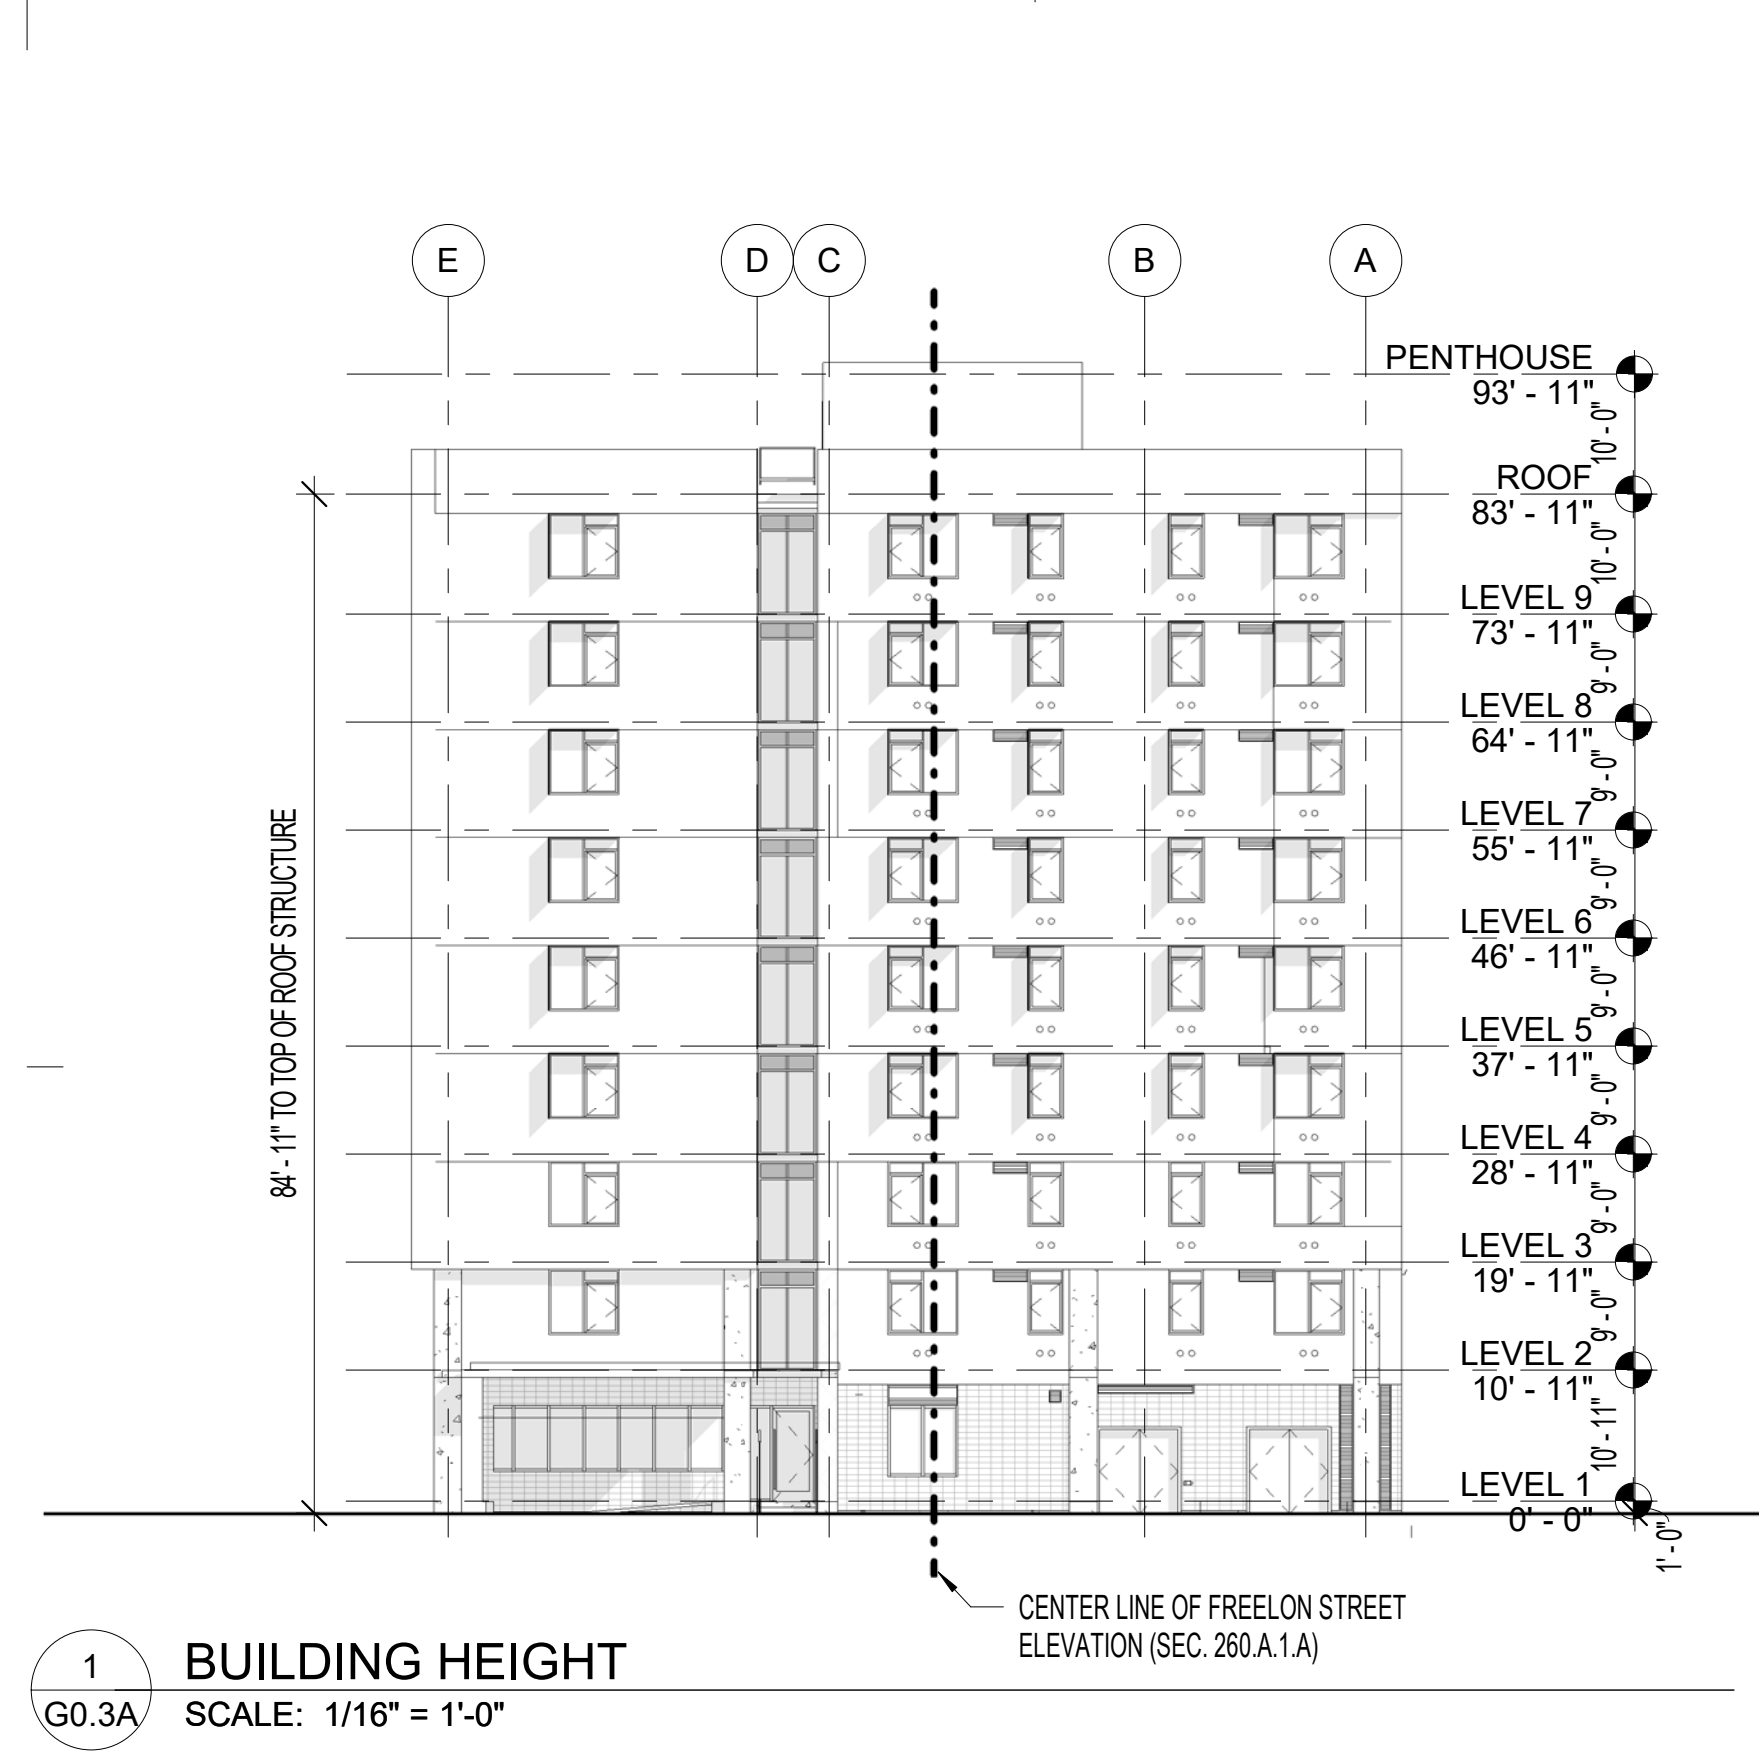 E
D
C
B
A
PENTHOUSE
93' - 11"
10' - 0"
ROOF
83' - 11"
10' - 0"
LEVEL 9
73' - 11"
9' - 0"
LEVEL 8
64' - 11"
9' - 0"
LEVEL 7
55' - 11"
9' - 0"
LEVEL 6
46' - 11"
9' - 0"
LEVEL 5
37' - 11"
9' - 0"
LEVEL 4
28' - 11"
9' - 0"
LEVEL 3
19' - 11"
9' - 0"
LEVEL 2
10' - 11"
10' - 11"
LEVEL 1
0' - 0"
1' - 0"
84' - 11" TO TOP OF ROOF STRUCTURE
CENTER LINE OF FREELON STREET
ELEVATION (SEC. 260.A.1.A)
1
G0.3A
BUILDING HEIGHT
SCALE: 1/16" = 1'-0"